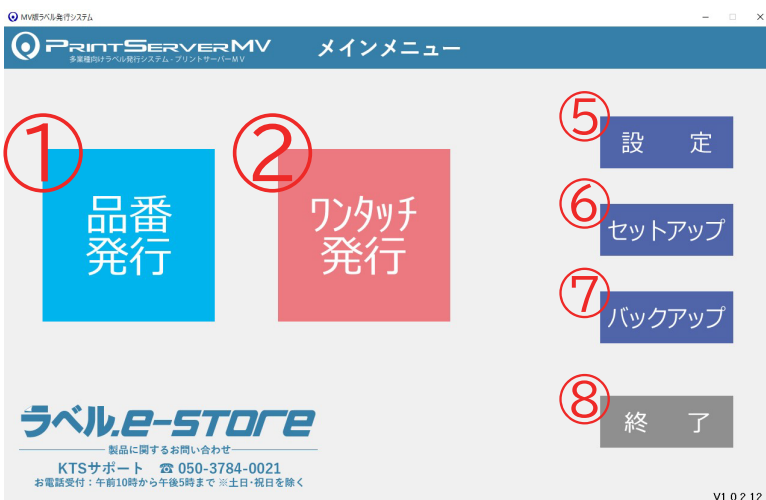 MV版ラベル発行システム
PRINTSERVERMV
多業種向けラベル発行システム・プリントサーバーMV
メインメニュー
①
品番
発行
②
ワンタッチ
発行
⑤
設 定
⑥
セットアップ
⑦
バックアップ
⑧
終 了
ラベル.e-STORE
製品に関するお問い合わせ
KTSサポート ☎ 050-3784-0021
お電話受付：午前10時から午後5時まで ※土日・祝日を除く
V1.0.2.12